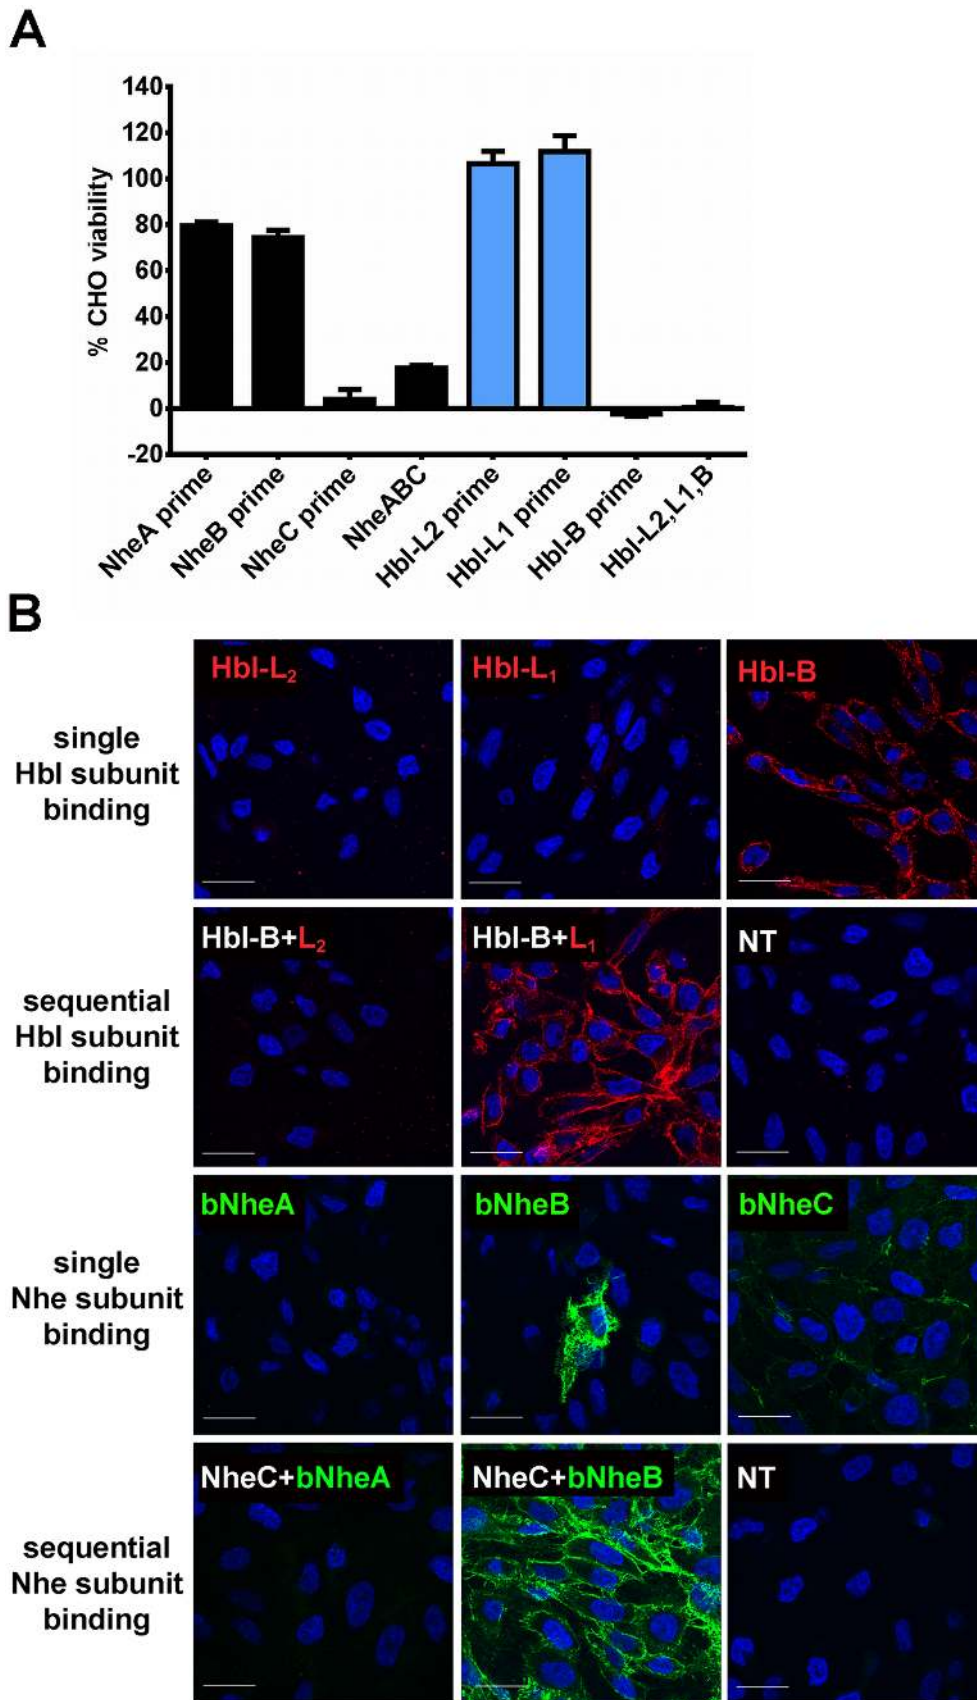 A
140
120
100
80
60
40
20
0
-20
% CHO viability
NheA prime
NheB prime
NheC prime
NheABC
Hbl-L2 prime
Hbl-L1 prime
Hbl-B prime
Hbl-L2,L1,B
B
single
Hbl subunit
binding
Hbl-L₂
Hbl-L₁
Hbl-B
sequential
Hbl subunit
binding
Hbl-B+L₂
Hbl-B+L₁
NT
single
Nhe subunit
binding
bNheA
bNheB
bNheC
sequential
Nhe subunit
binding
NheC+bNheA
NheC+bNheB
NT